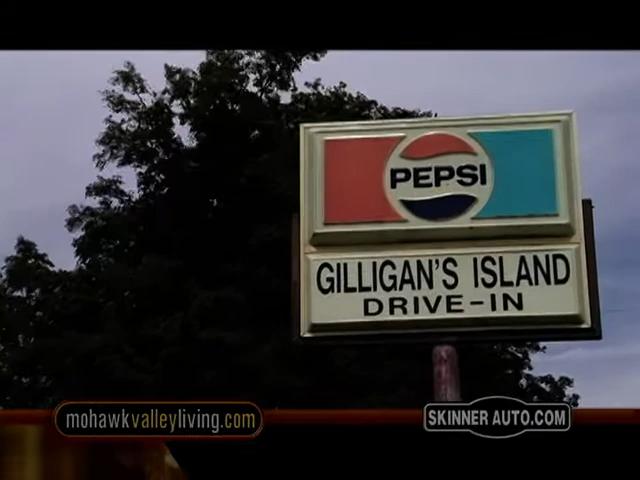 PEPSI
GILLIGAN'S ISLAND
DRIVE-IN
mohawkvalleyliving.com
SKINNER AUTO.COM